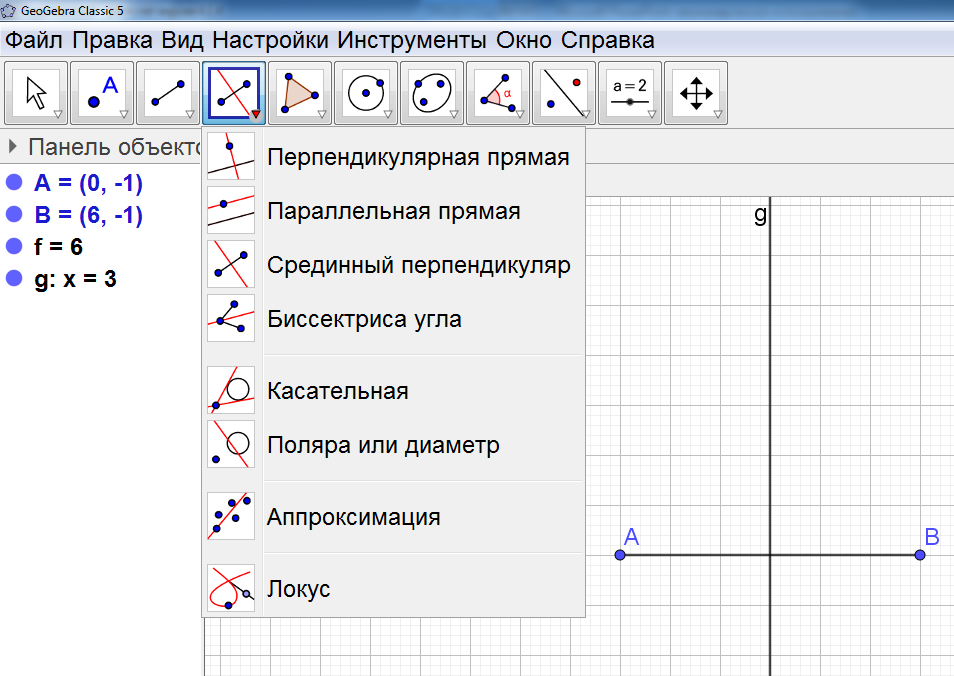 GeoGebra Classic 5
Файл Правка Вид Настройки Инструменты Окно Справка
A
α
a = 2
Панель объекто
A = (0, -1)
B = (6, -1)
f = 6
g: x = 3
Перпендикулярная прямая
Параллельная прямая
Срединный перпендикуляр
Биссектриса угла
Касательная
Поляра или диаметр
Аппроксимация
Локус
g
A
B